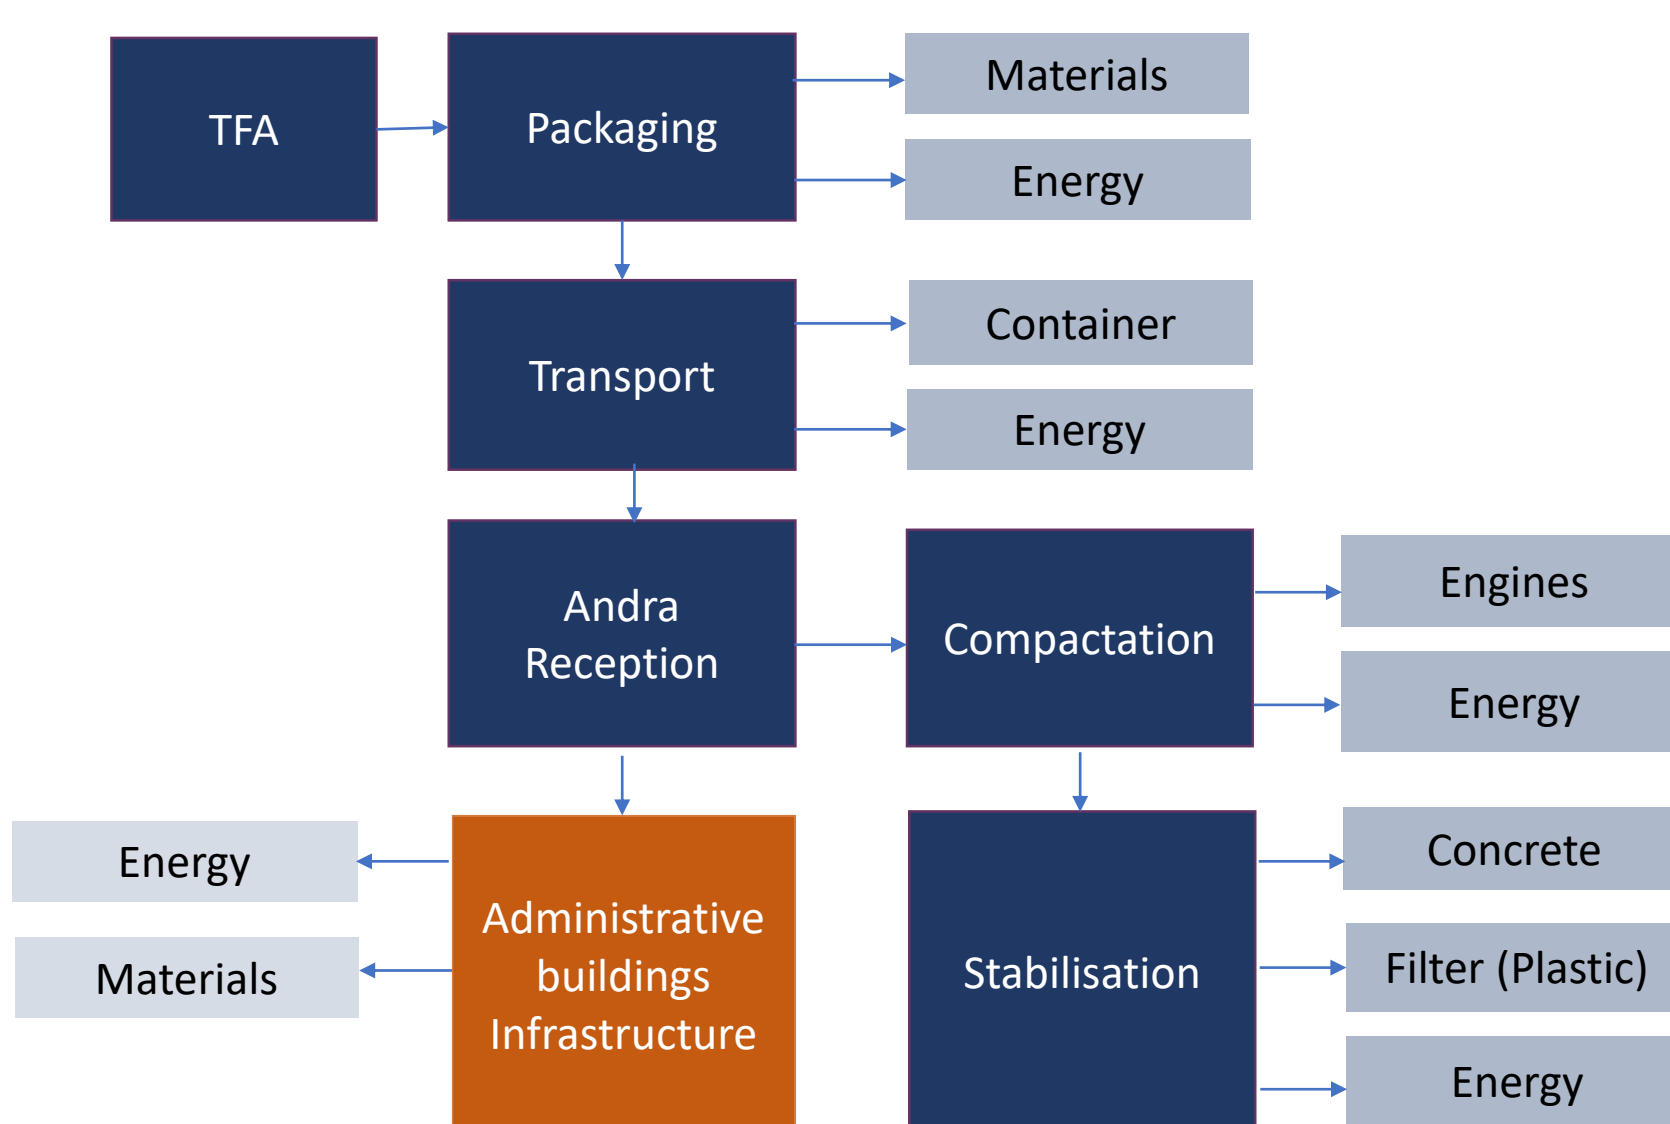 TFA
Packaging
Materials
Energy
Transport
Container
Energy
Andra
Reception
Compactation
Engines
Energy
Energy
Materials
Administrative
buildings
Infrastructure
Stabilisation
Concrete
Filter (Plastic)
Energy